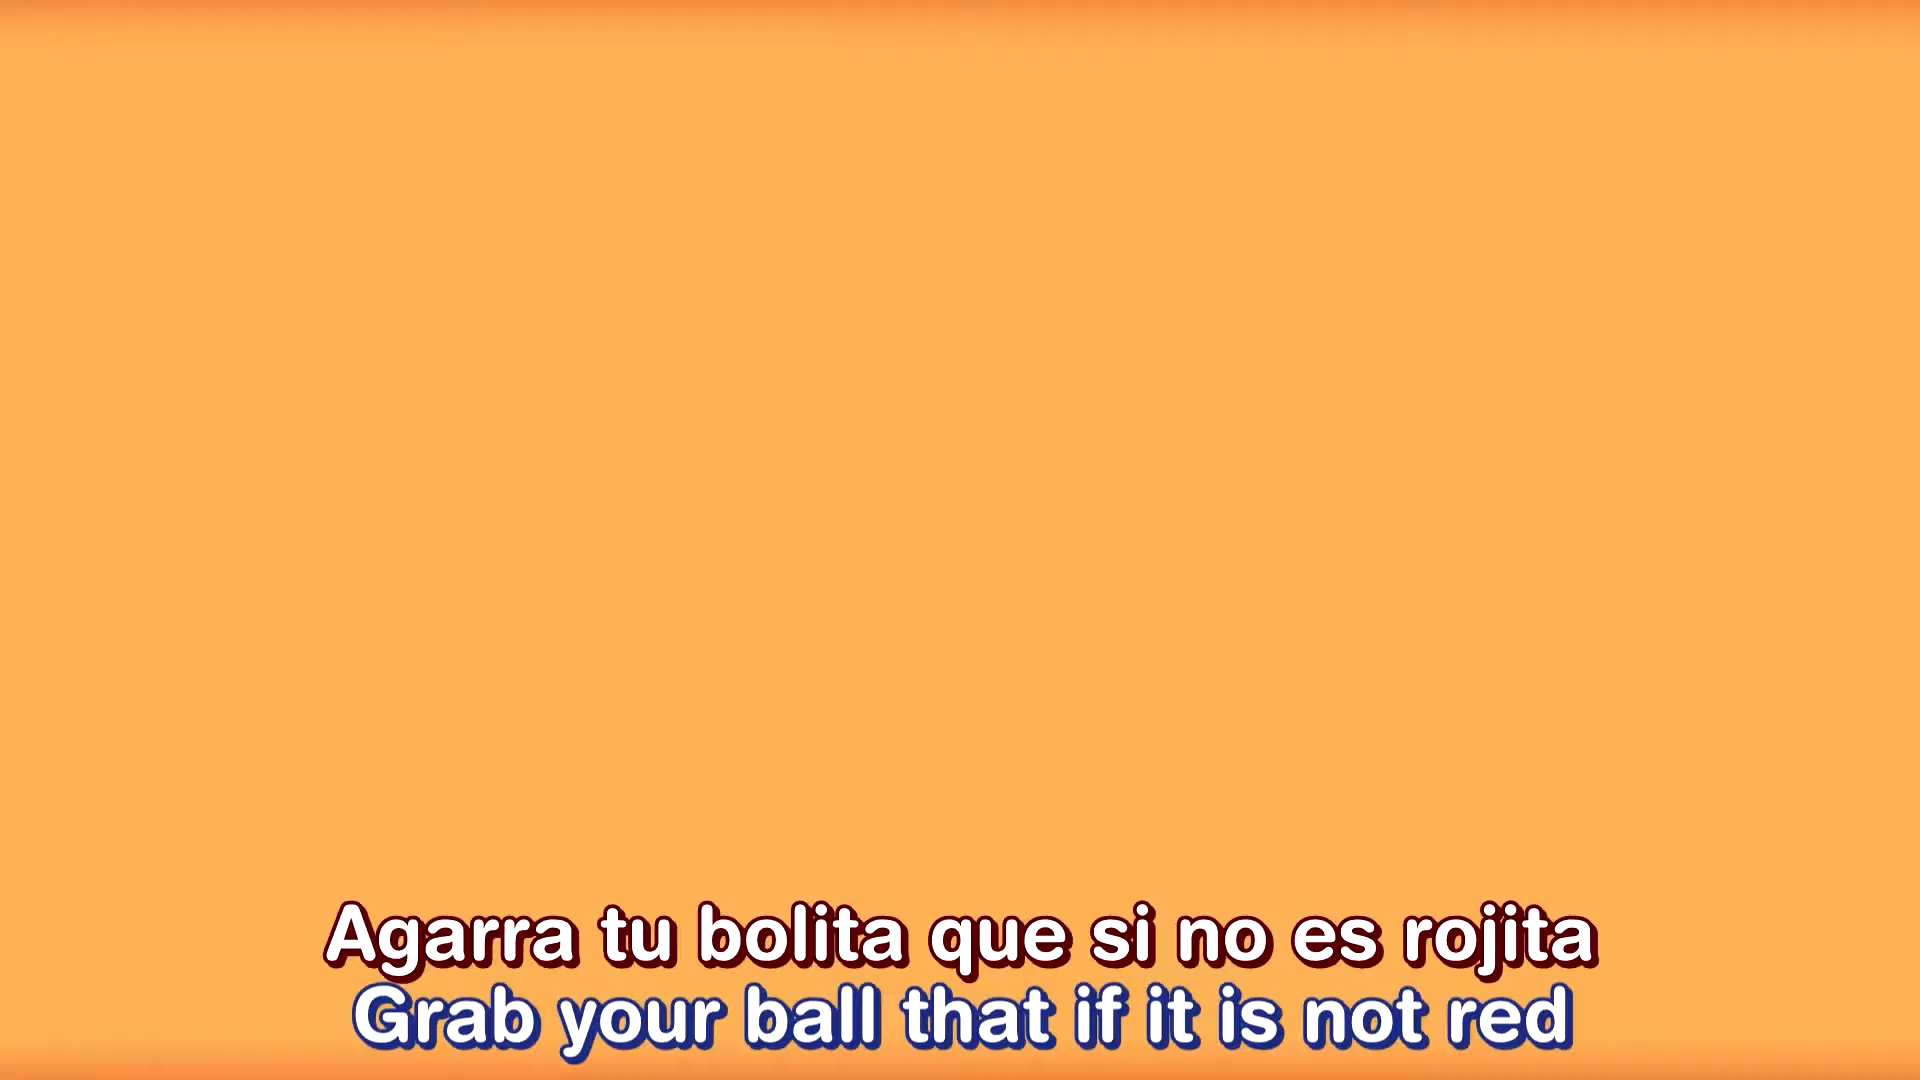 Agarra tu bolita que si no es rojita
Grab your ball that if it is not red